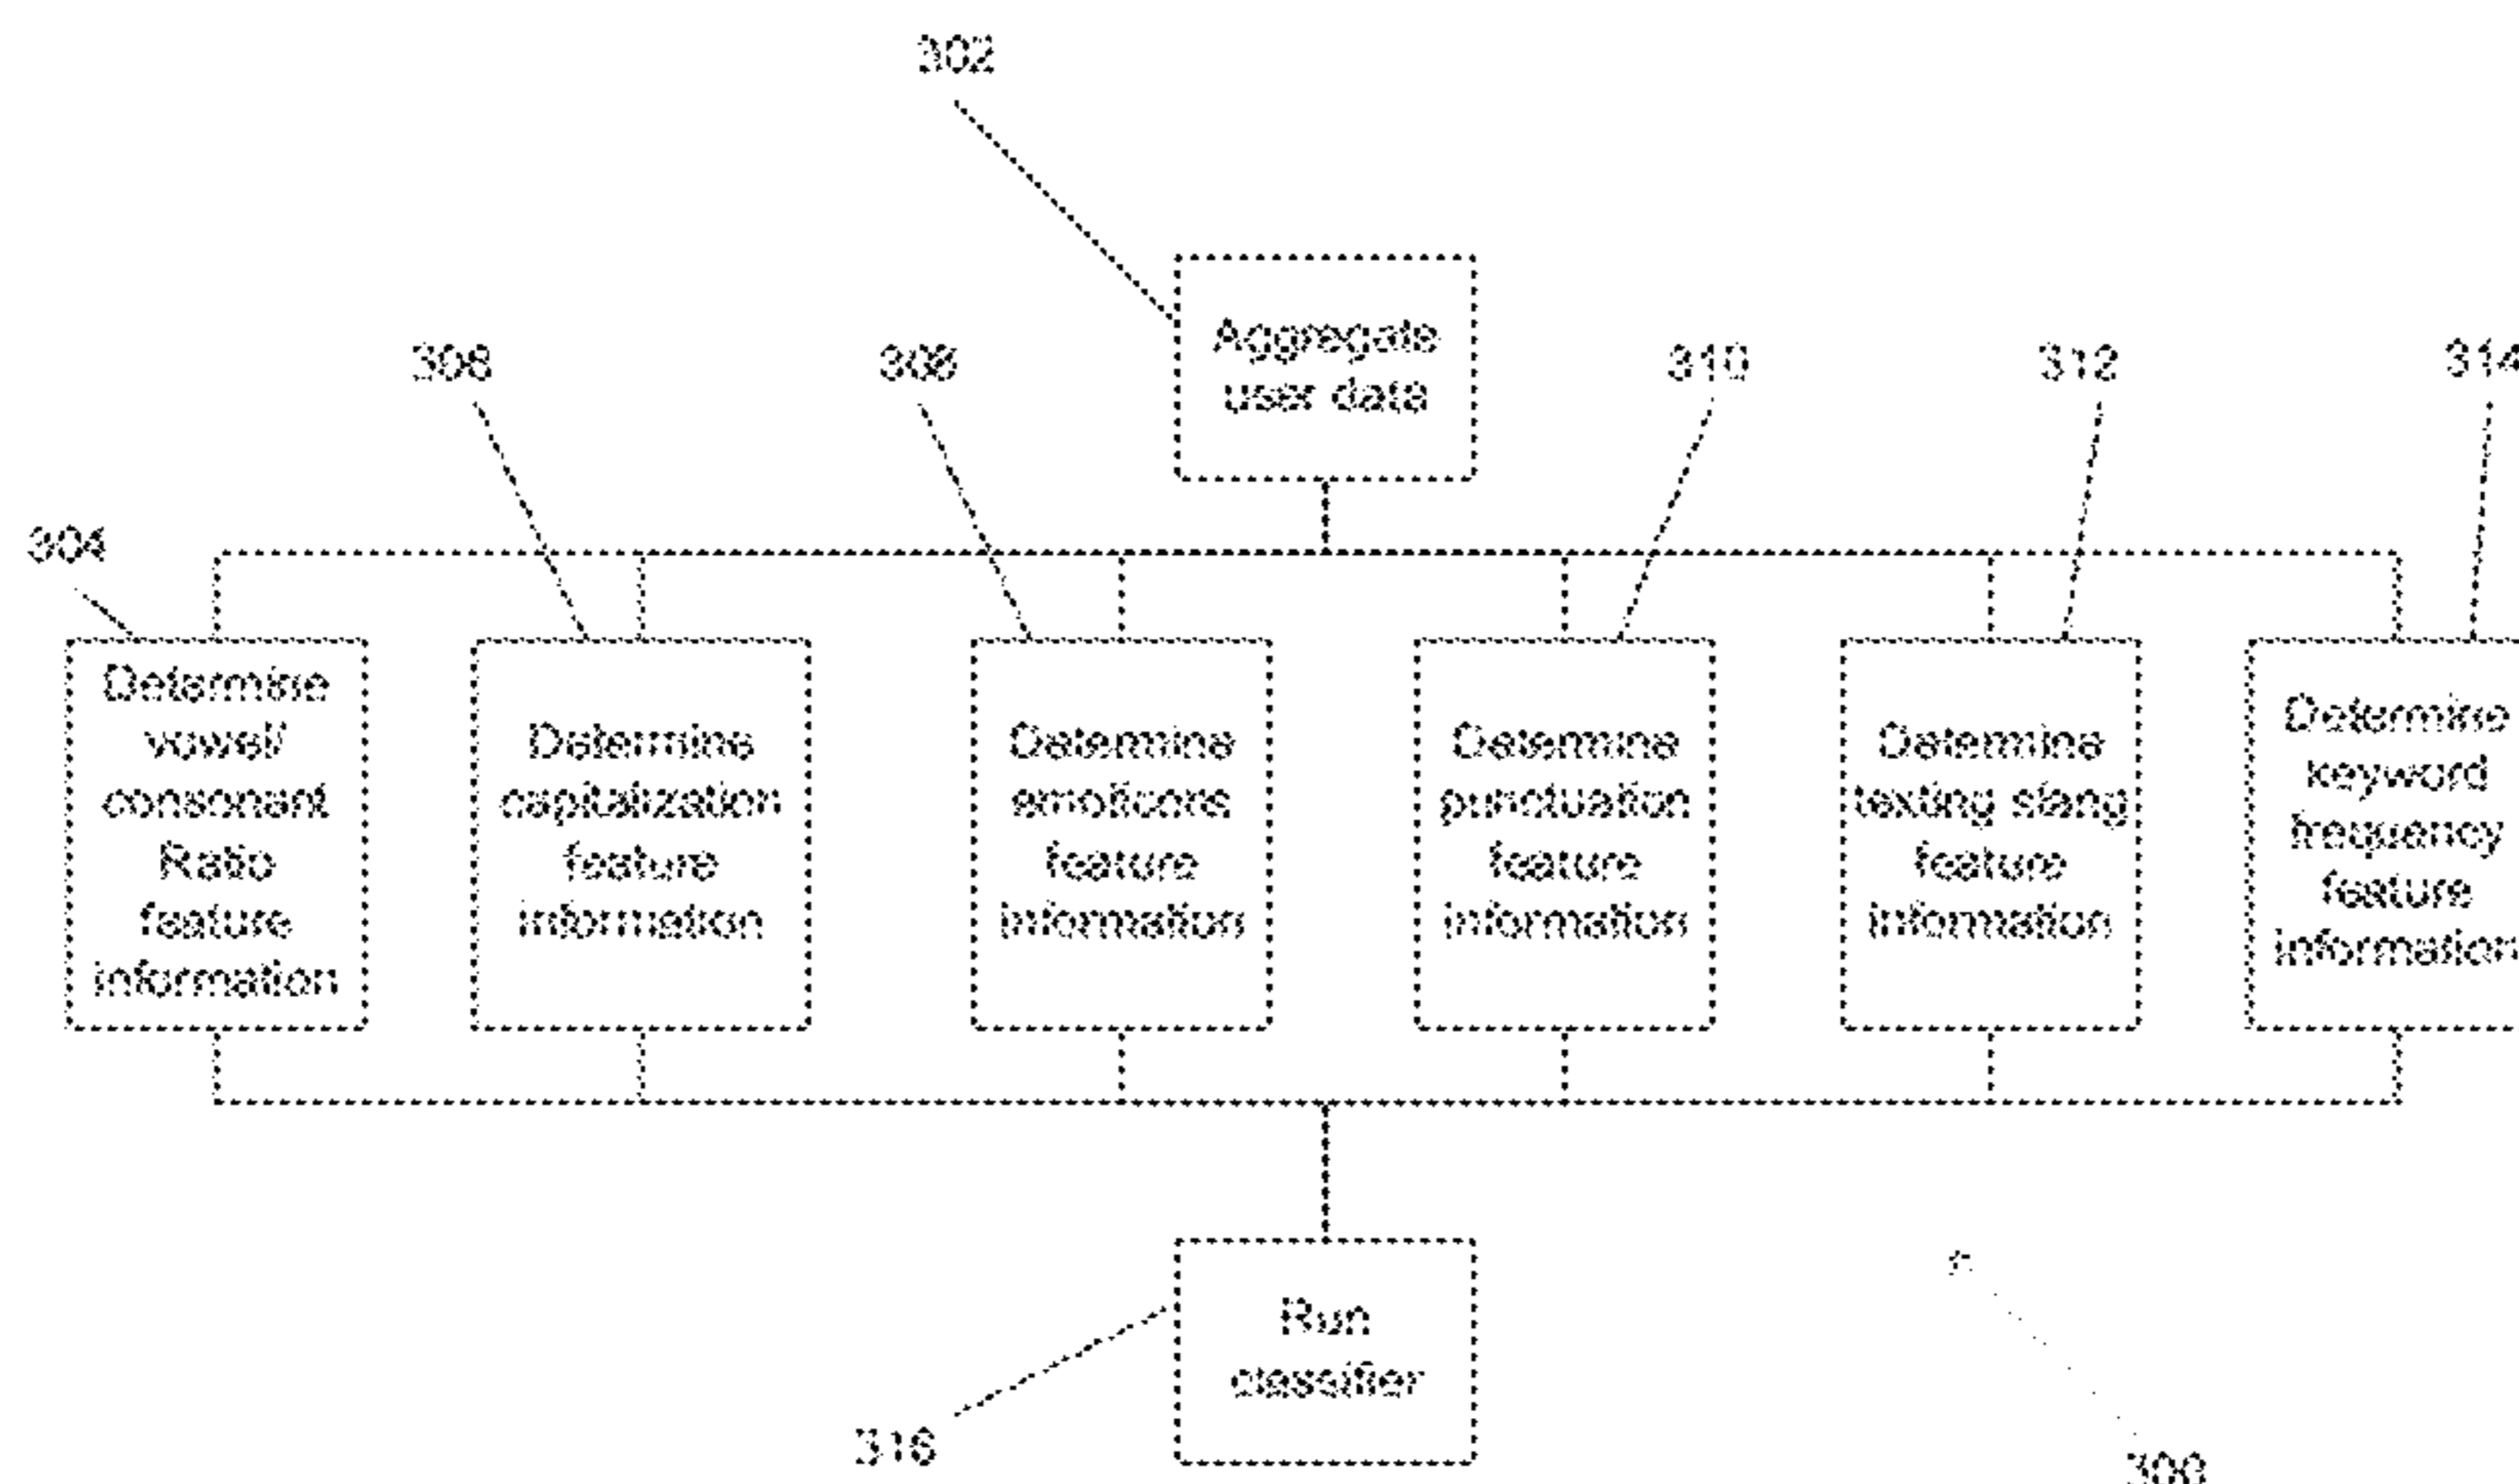 302
306
308
310
312
314
304
Aggregate
user data
Determine
vowel/
consonant
Ratio
feature
information
Determine
capitalization
feature
information
Determine
emoticons
feature
information
Determine
punctuation
feature
information
Determine
texting slang
feature
information
Determine
keyword
frequency
feature
information
Run
classifier
316
300